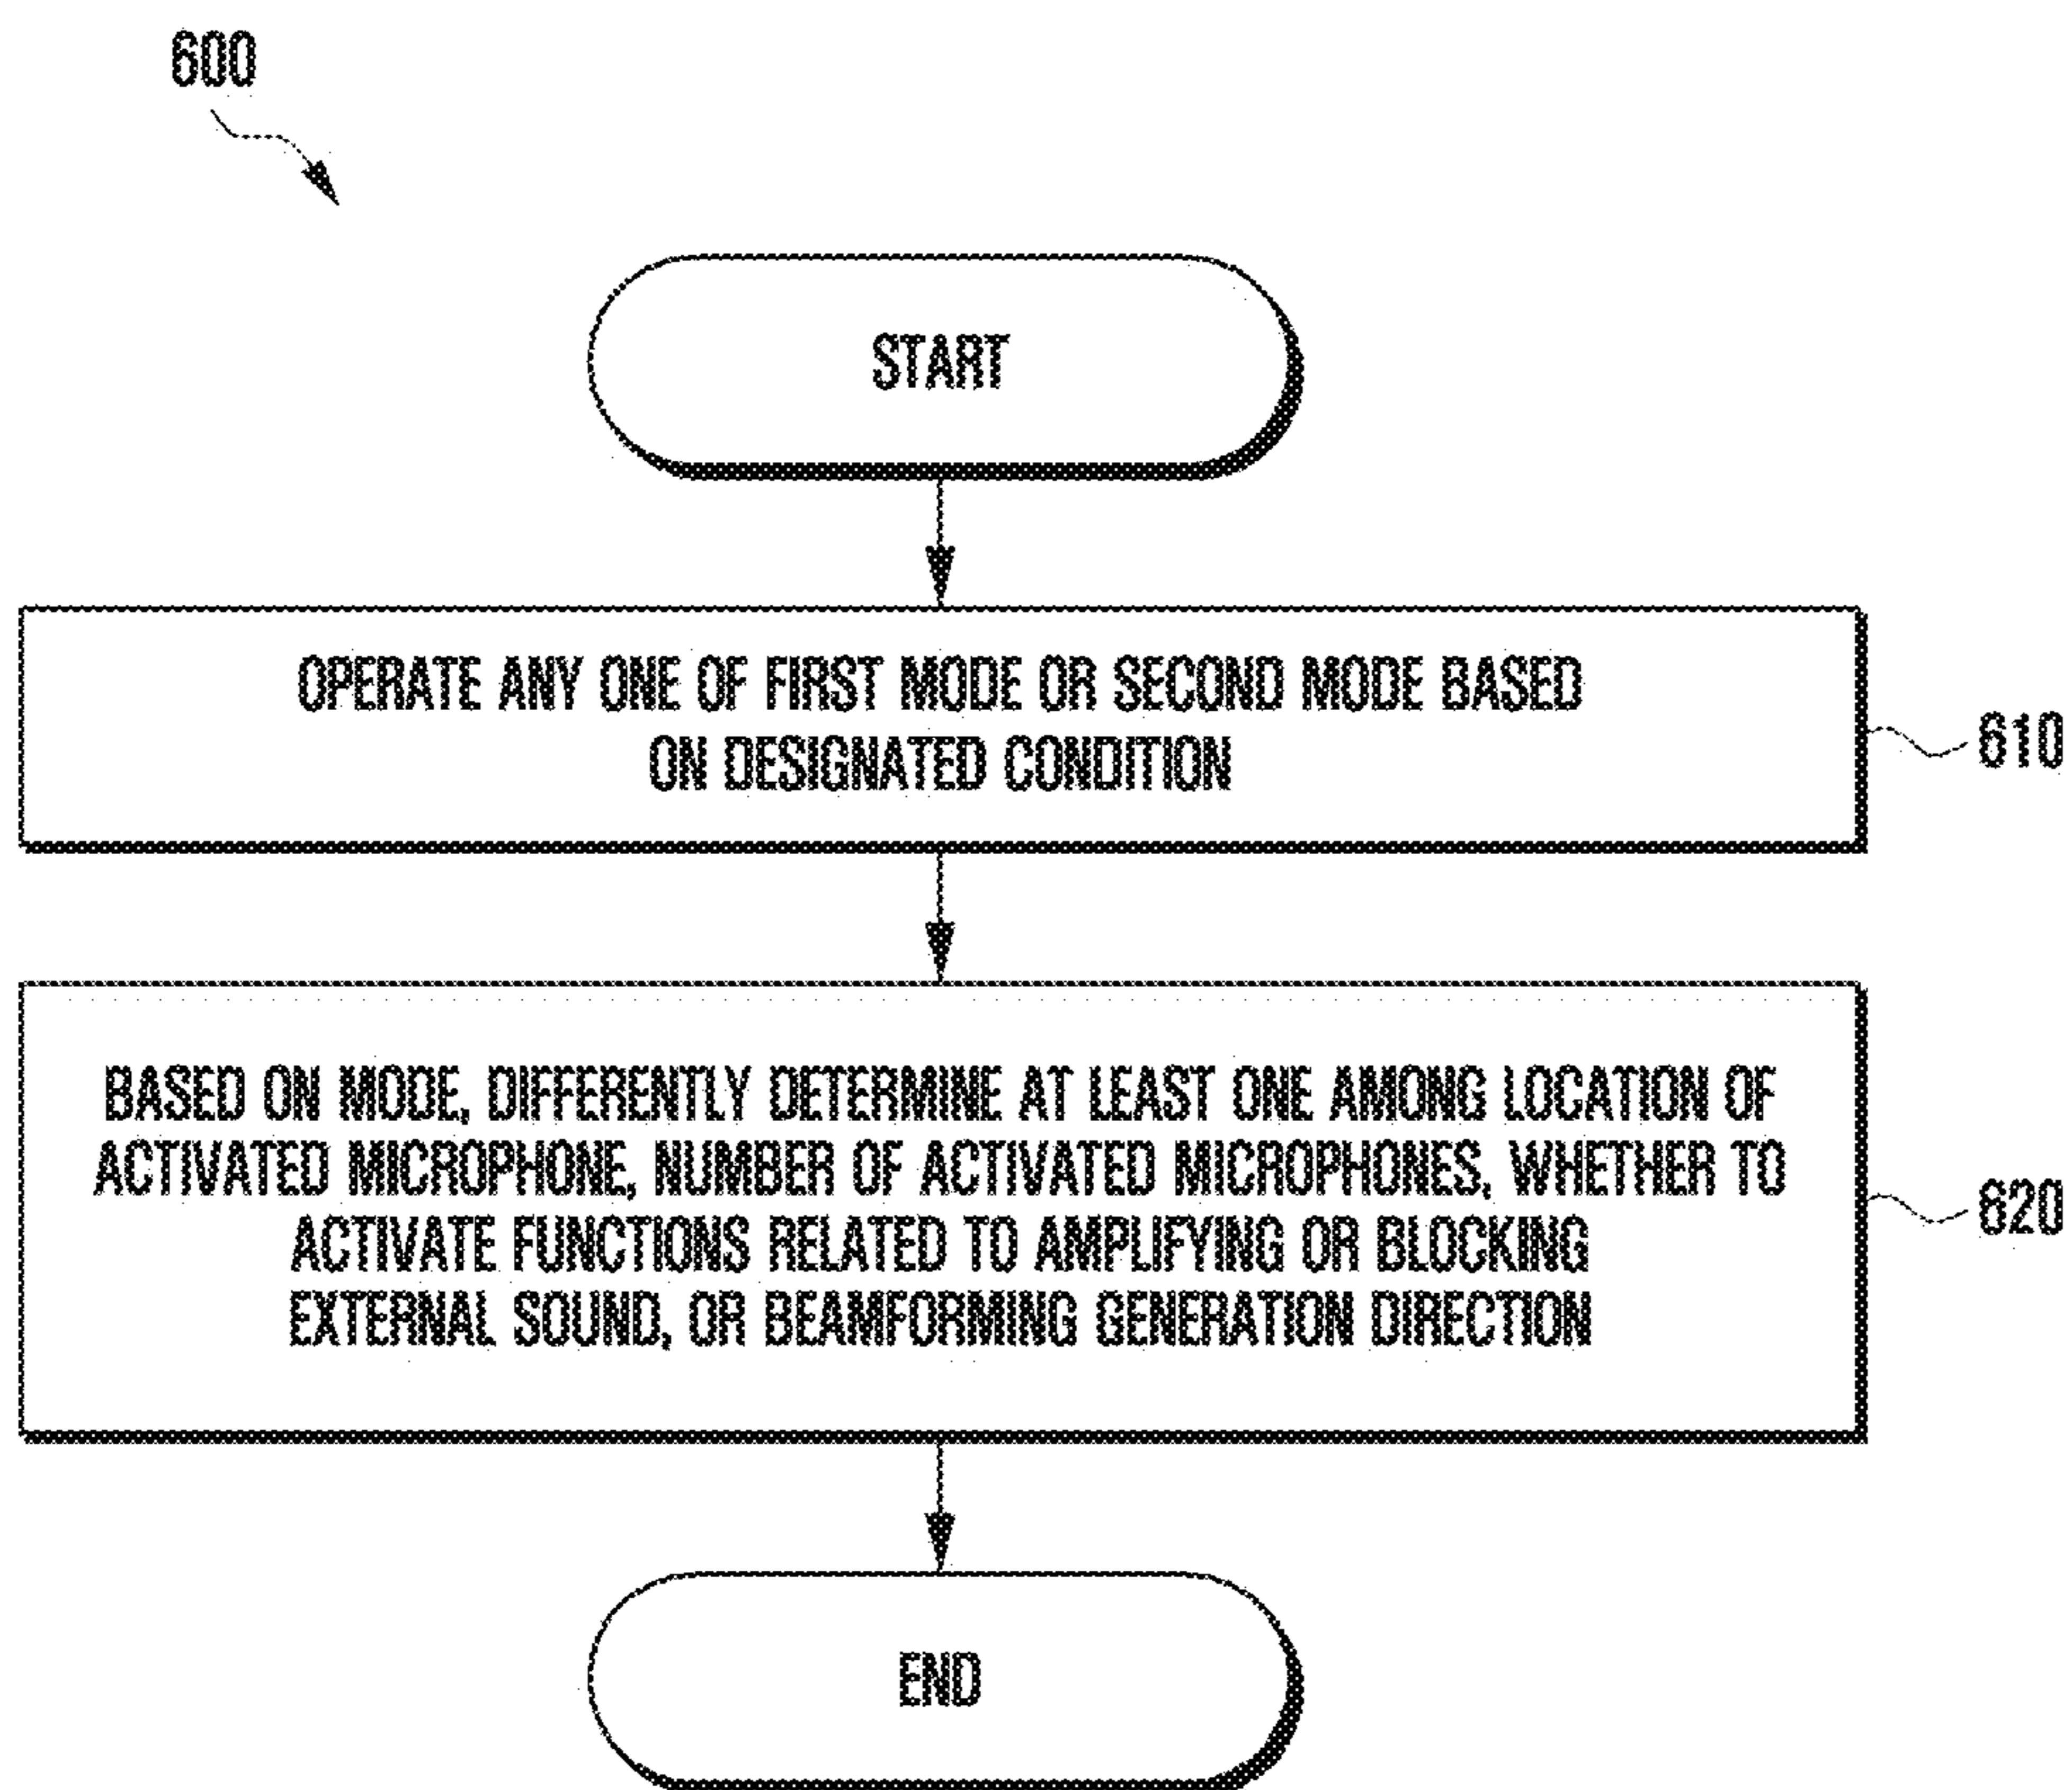 600
START
OPERATE ANY ONE OF FIRST MODE OR SECOND MODE BASED
ON DESIGNATED CONDITION
610
BASED ON MODE, DIFFERENTLY DETERMINE AT LEAST ONE AMONG LOCATION OF
ACTIVATED MICROPHONE, NUMBER OF ACTIVATED MICROPHONES, WHETHER TO
ACTIVATE FUNCTIONS RELATED TO AMPLIFYING OR BLOCKING
EXTERNAL SOUND, OR BEAMFORMING GENERATION DIRECTION
620
END